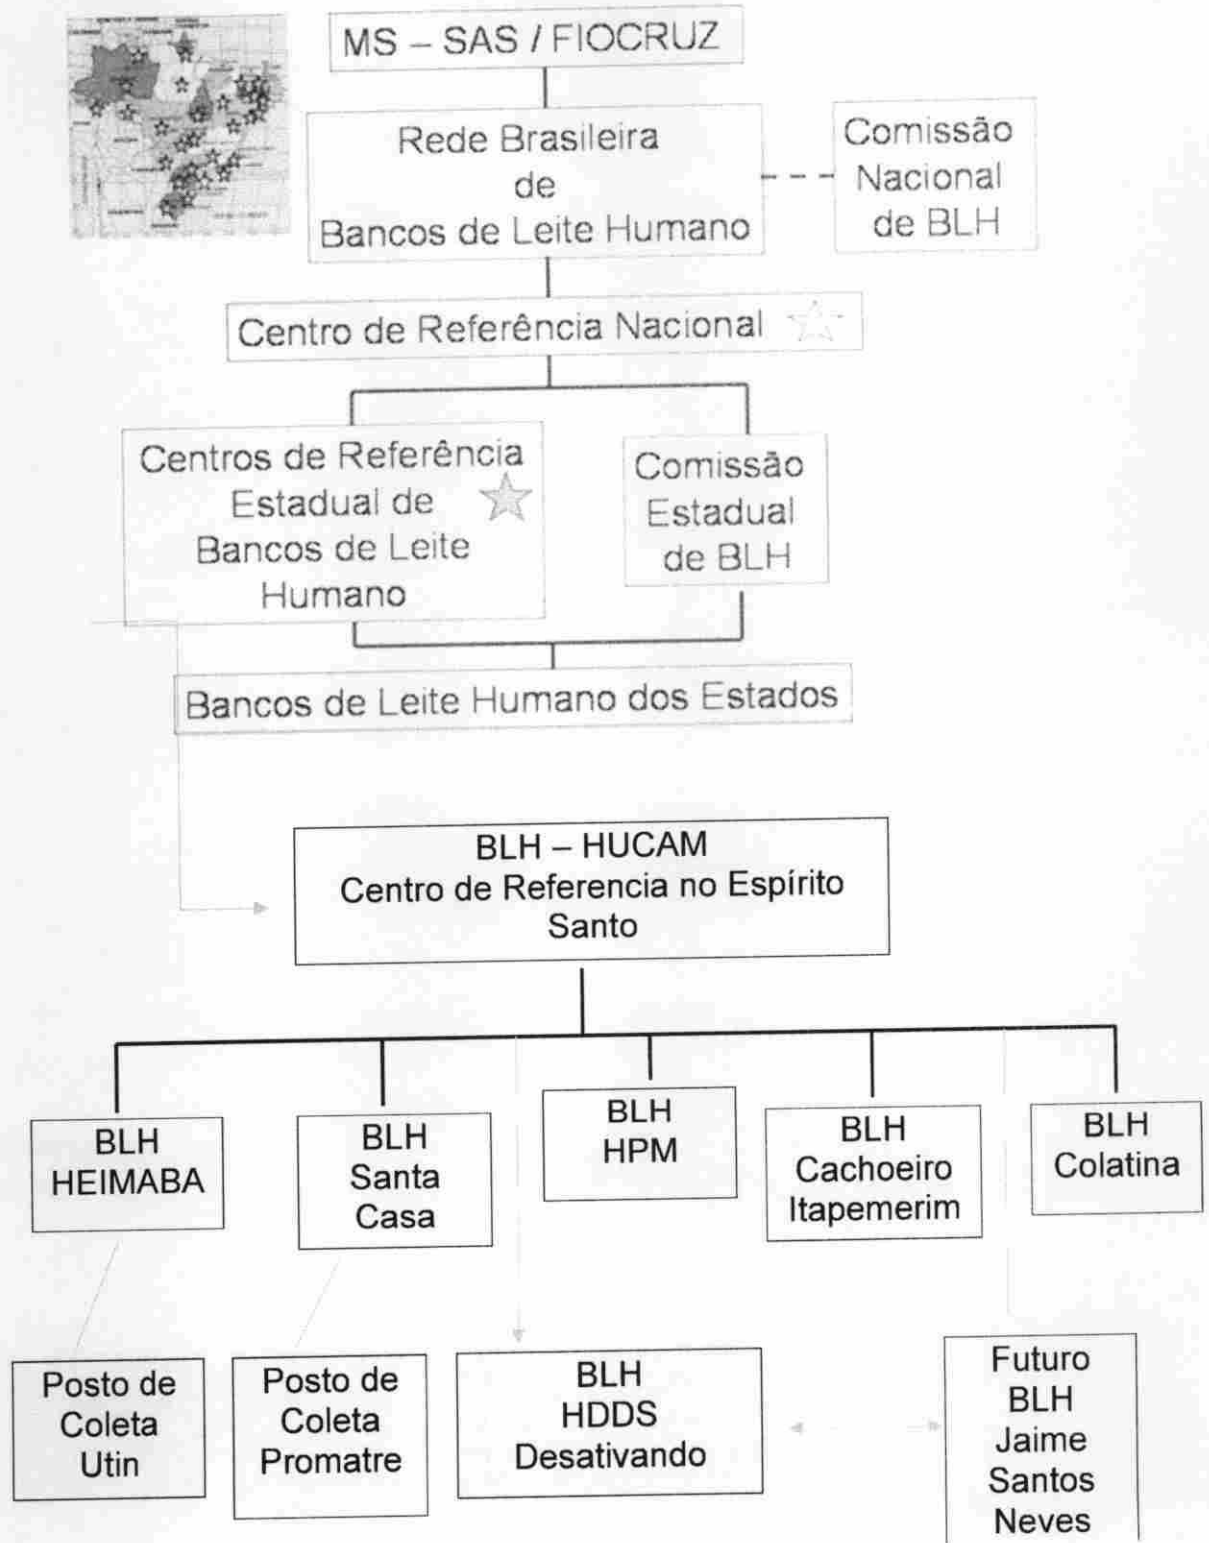 MS – SAS / FIOCRUZ
Rede Brasileira
de
Bancos de Leite Humano
Comissão
Nacional
de BLH
Centro de Referência Nacional
Centros de Referência
Estadual de
Bancos de Leite
Humano
Comissão
Estadual
de BLH
Bancos de Leite Humano dos Estados
BLH – HUCAM
Centro de Referencia no Espírito
Santo
BLH
HEIMABA
BLH
Santa
Casa
BLH
HPM
BLH
Cachoeiro
Itapemerim
BLH
Colatina
Posto de
Coleta
Utin
Posto de
Coleta
Promatre
BLH
HDDS
Desativando
Futuro
BLH
Jaime
Santos
Neves